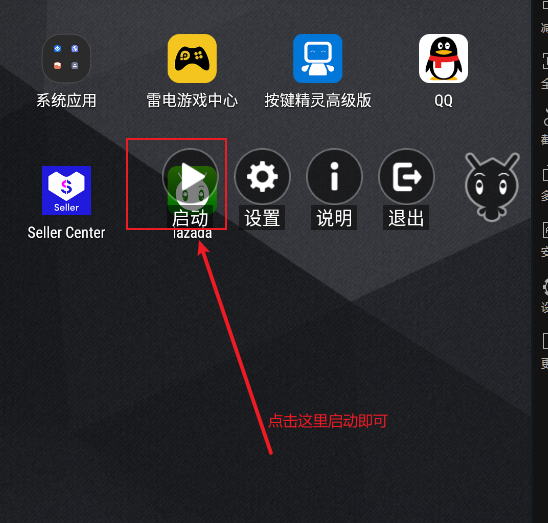 系统应用
雷电游戏中心
按键精灵高级版
QQ
Seller
Seller Center
启动
lazada
设置
说明
退出
点击这里启动即可